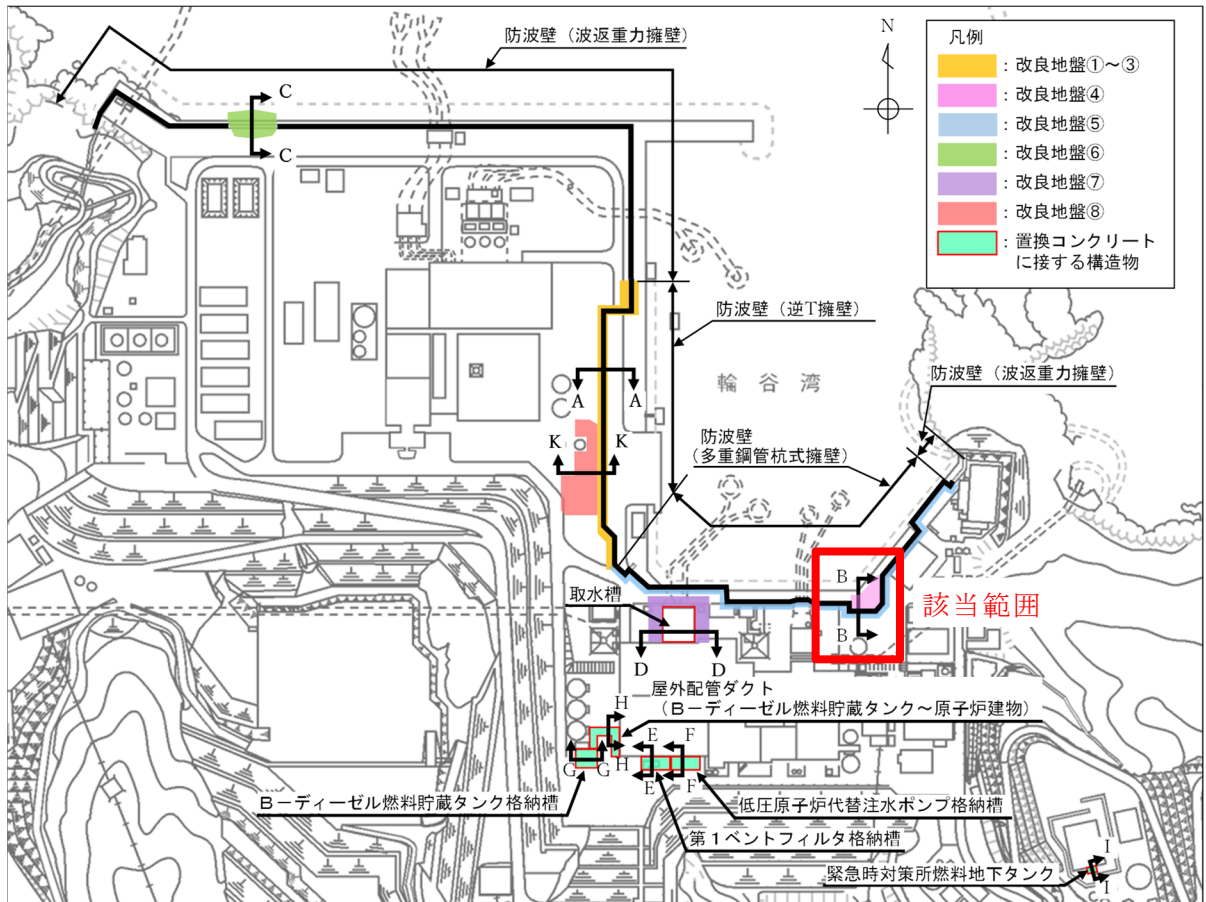 防波壁（波返重力擁壁）
N
凡例
：改良地盤①～③
：改良地盤④
：改良地盤⑤
：改良地盤⑥
：改良地盤⑦
：改良地盤⑧
：置換コンクリート
に接する構造物
C
C
防波壁（逆T擁壁）
輪谷湾
防波壁（波返重力擁壁）
A
A
K
K
防波壁
（多重鋼管杭式擁壁）
取水槽
B
B
該当範囲
D
D
屋外配管ダクト
（B－ディーゼル燃料貯蔵タンク～原子炉建物）
H
H
G
G
E
E
F
F
B－ディーゼル燃料貯蔵タンク格納槽
低圧原子炉代替注水ポンプ格納槽
第１ベントフィルタ格納槽
緊急時対策所燃料地下タンク
I
I